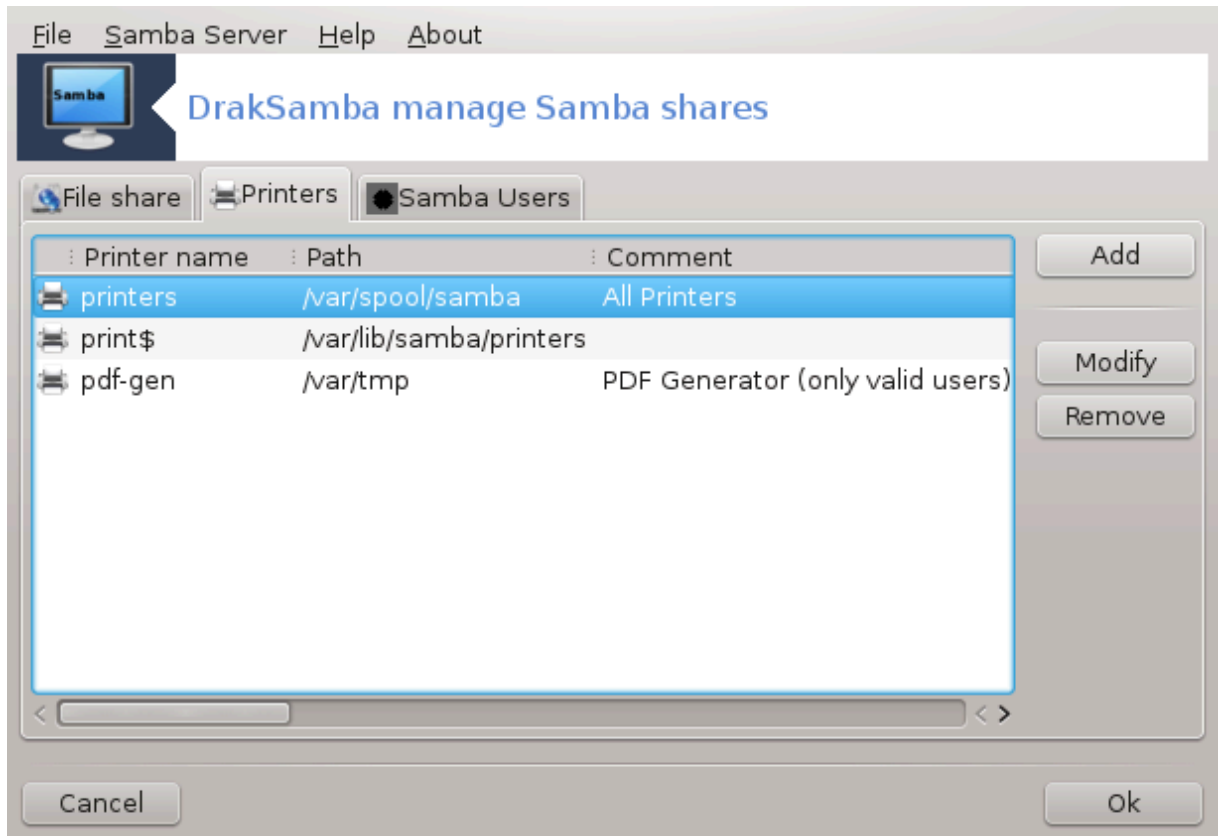 File Samba Server Help About
Samba
DrakSamba manage Samba shares
File share Printers Samba Users
Printer name Path Comment
printers /var/spool/samba All Printers
print$ /var/lib/samba/printers
pdf-gen /var/tmp PDF Generator (only valid users)
Add
Modify
Remove
Cancel Ok